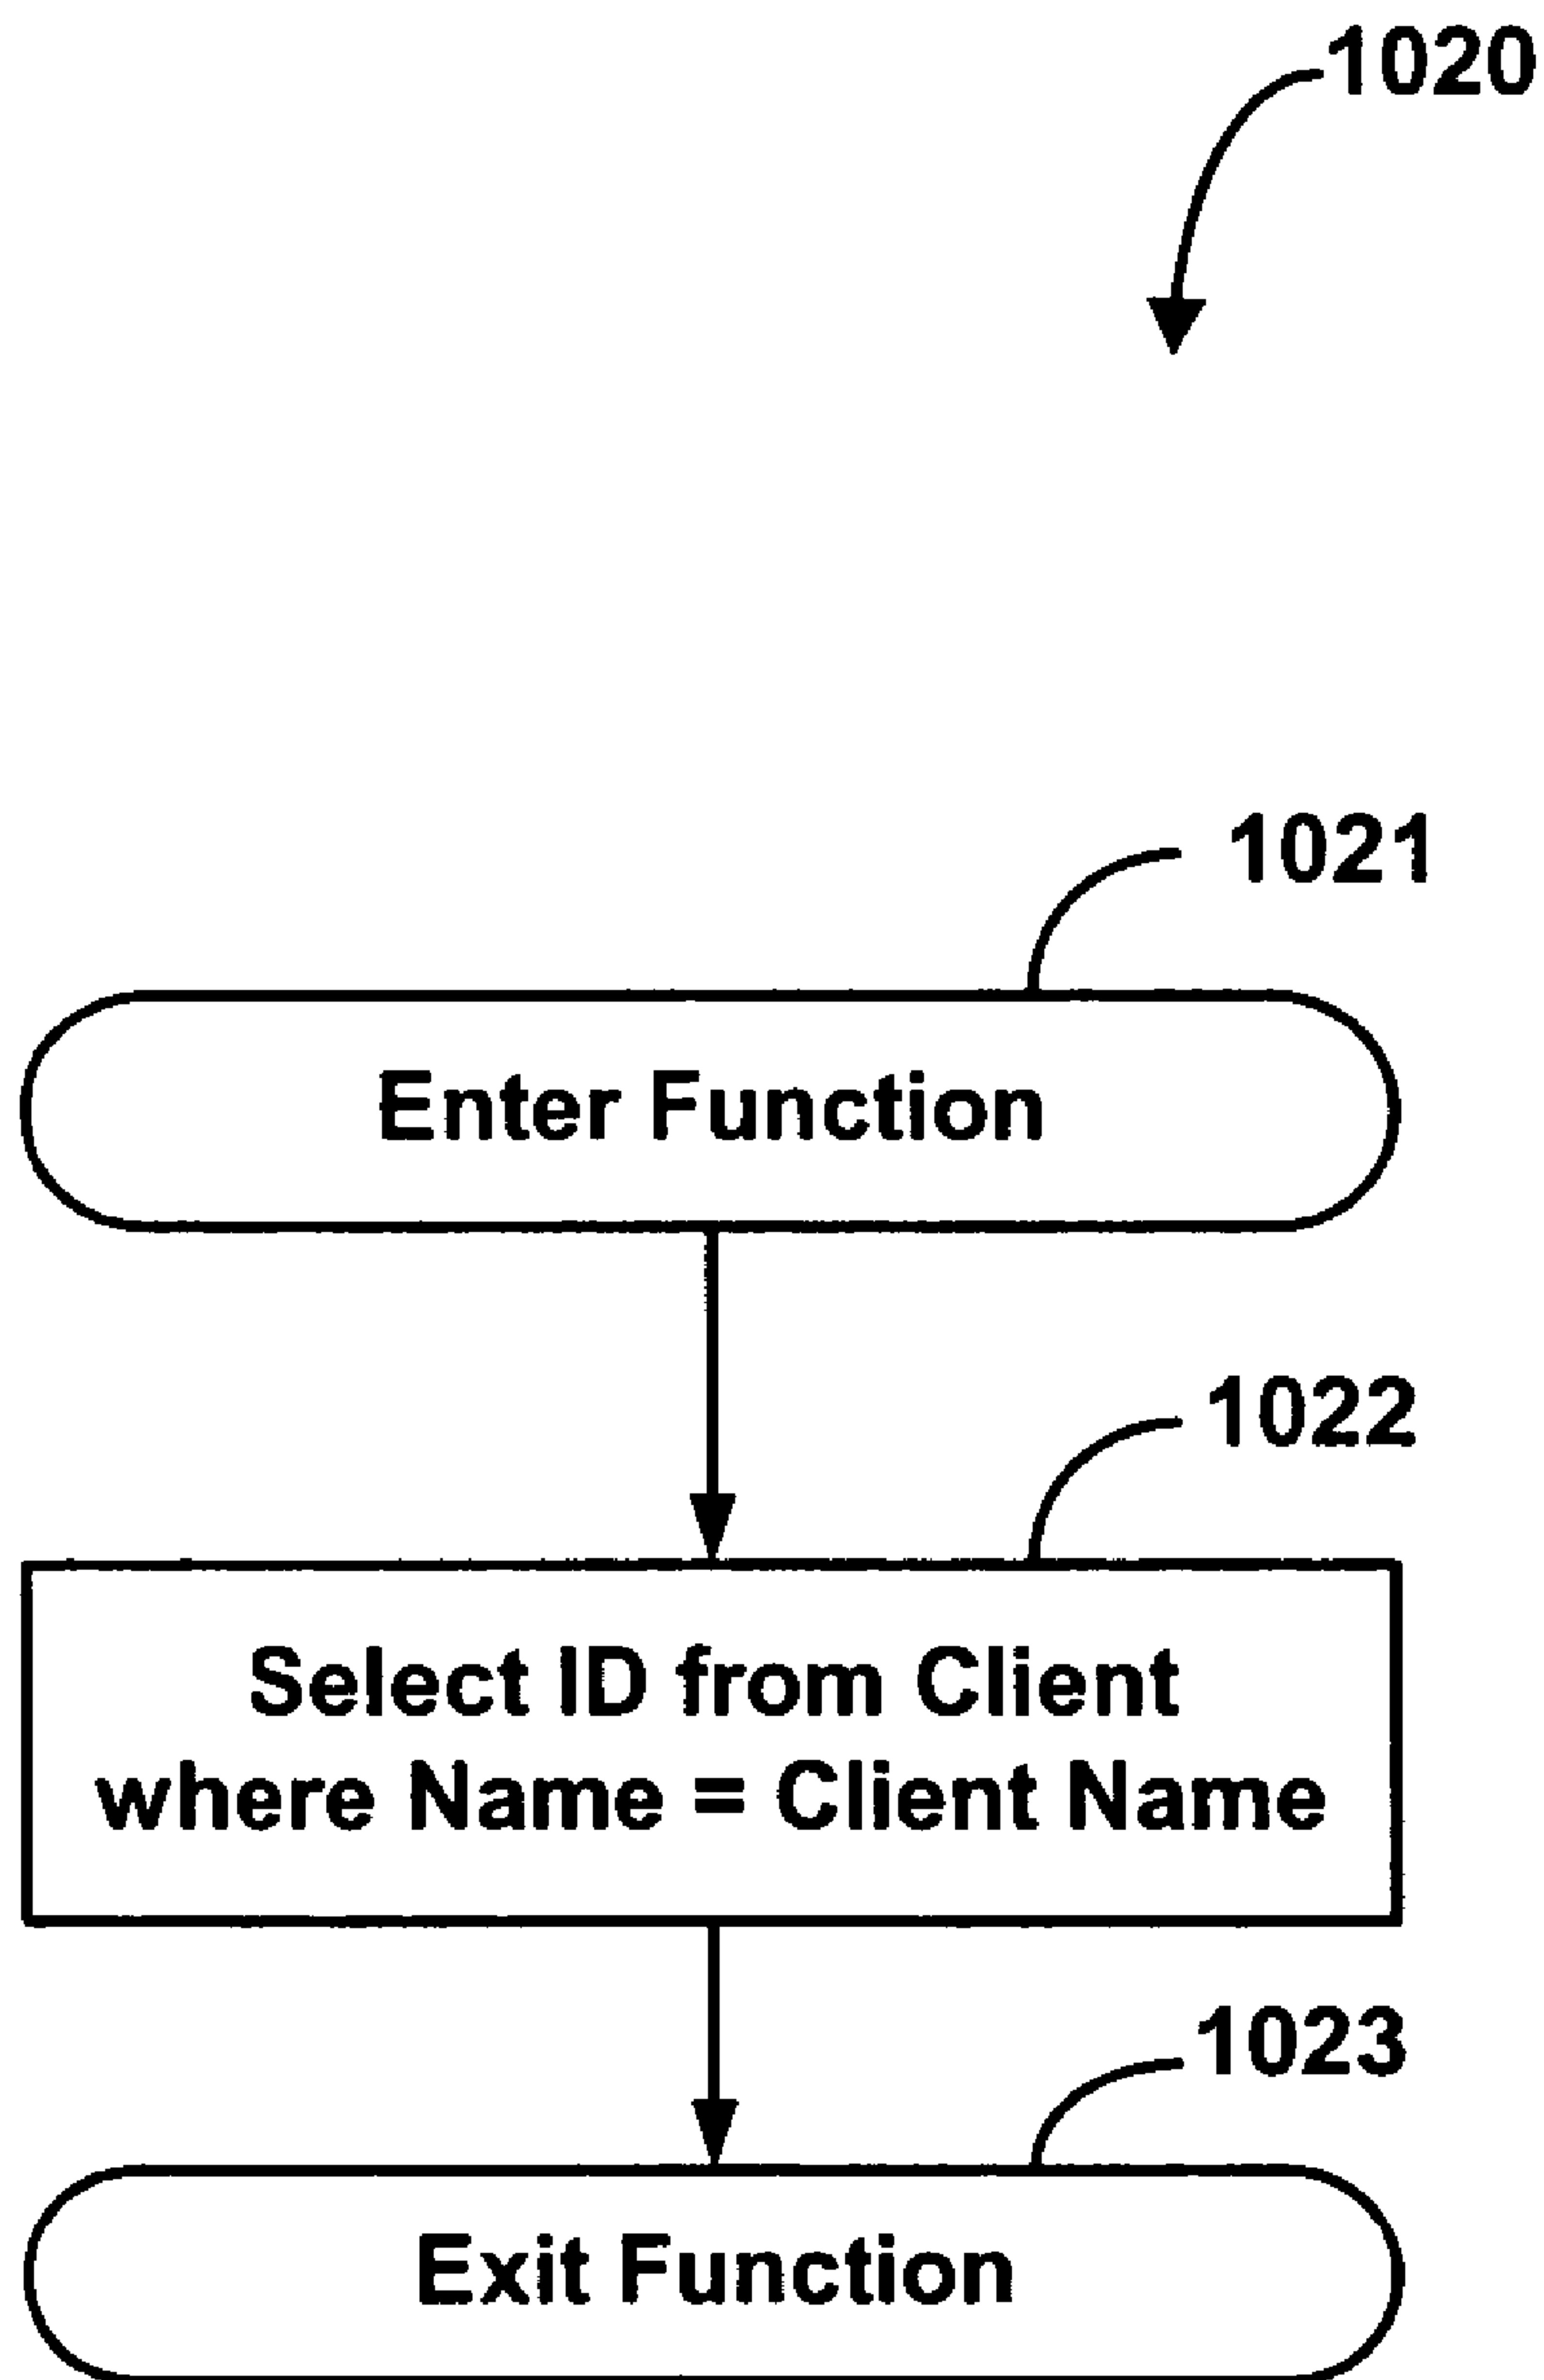 1020
1021
Enter Function
1022
Select ID from Client
where Name = Client Name
1023
Exit Function